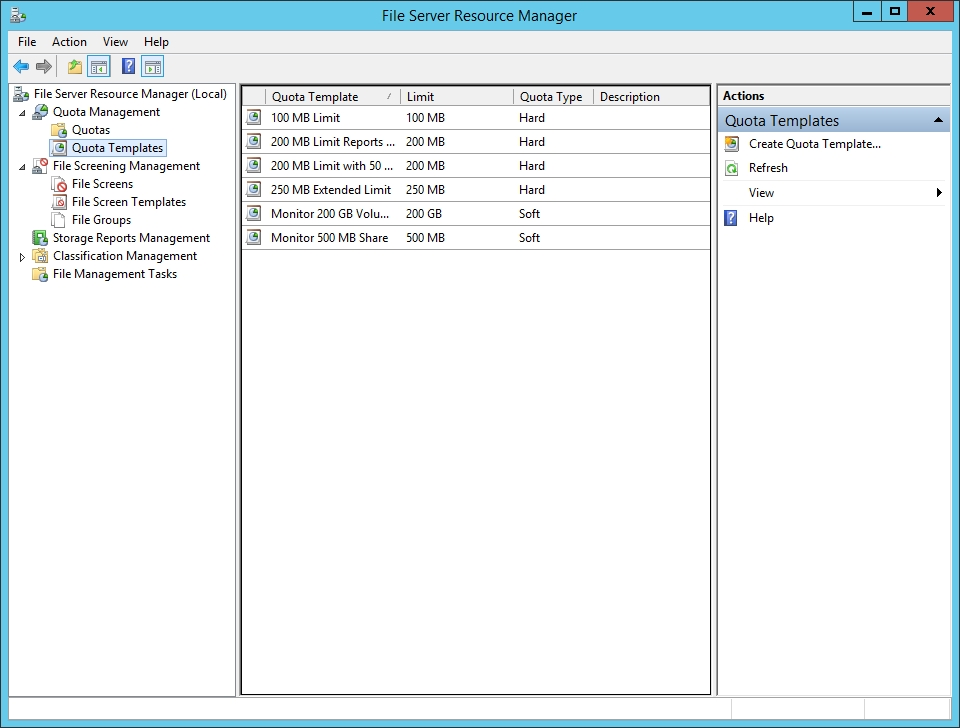 File Server Resource Manager
File Action View Help
File Server Resource Manager (Local)
Quota Management
Quotas
Quota Templates
File Screening Management
File Screens
File Screen Templates
File Groups
Storage Reports Management
Classification Management
File Management Tasks
Quota Template Limit Quota Type Description
100 MB Limit 100 MB Hard
200 MB Limit Reports ... 200 MB Hard
200 MB Limit with 50 ... 200 MB Hard
250 MB Extended Limit 250 MB Hard
Monitor 200 GB Volu... 200 GB Soft
Monitor 500 MB Share 500 MB Soft
Actions
Quota Templates
Create Quota Template...
Refresh
View
Help